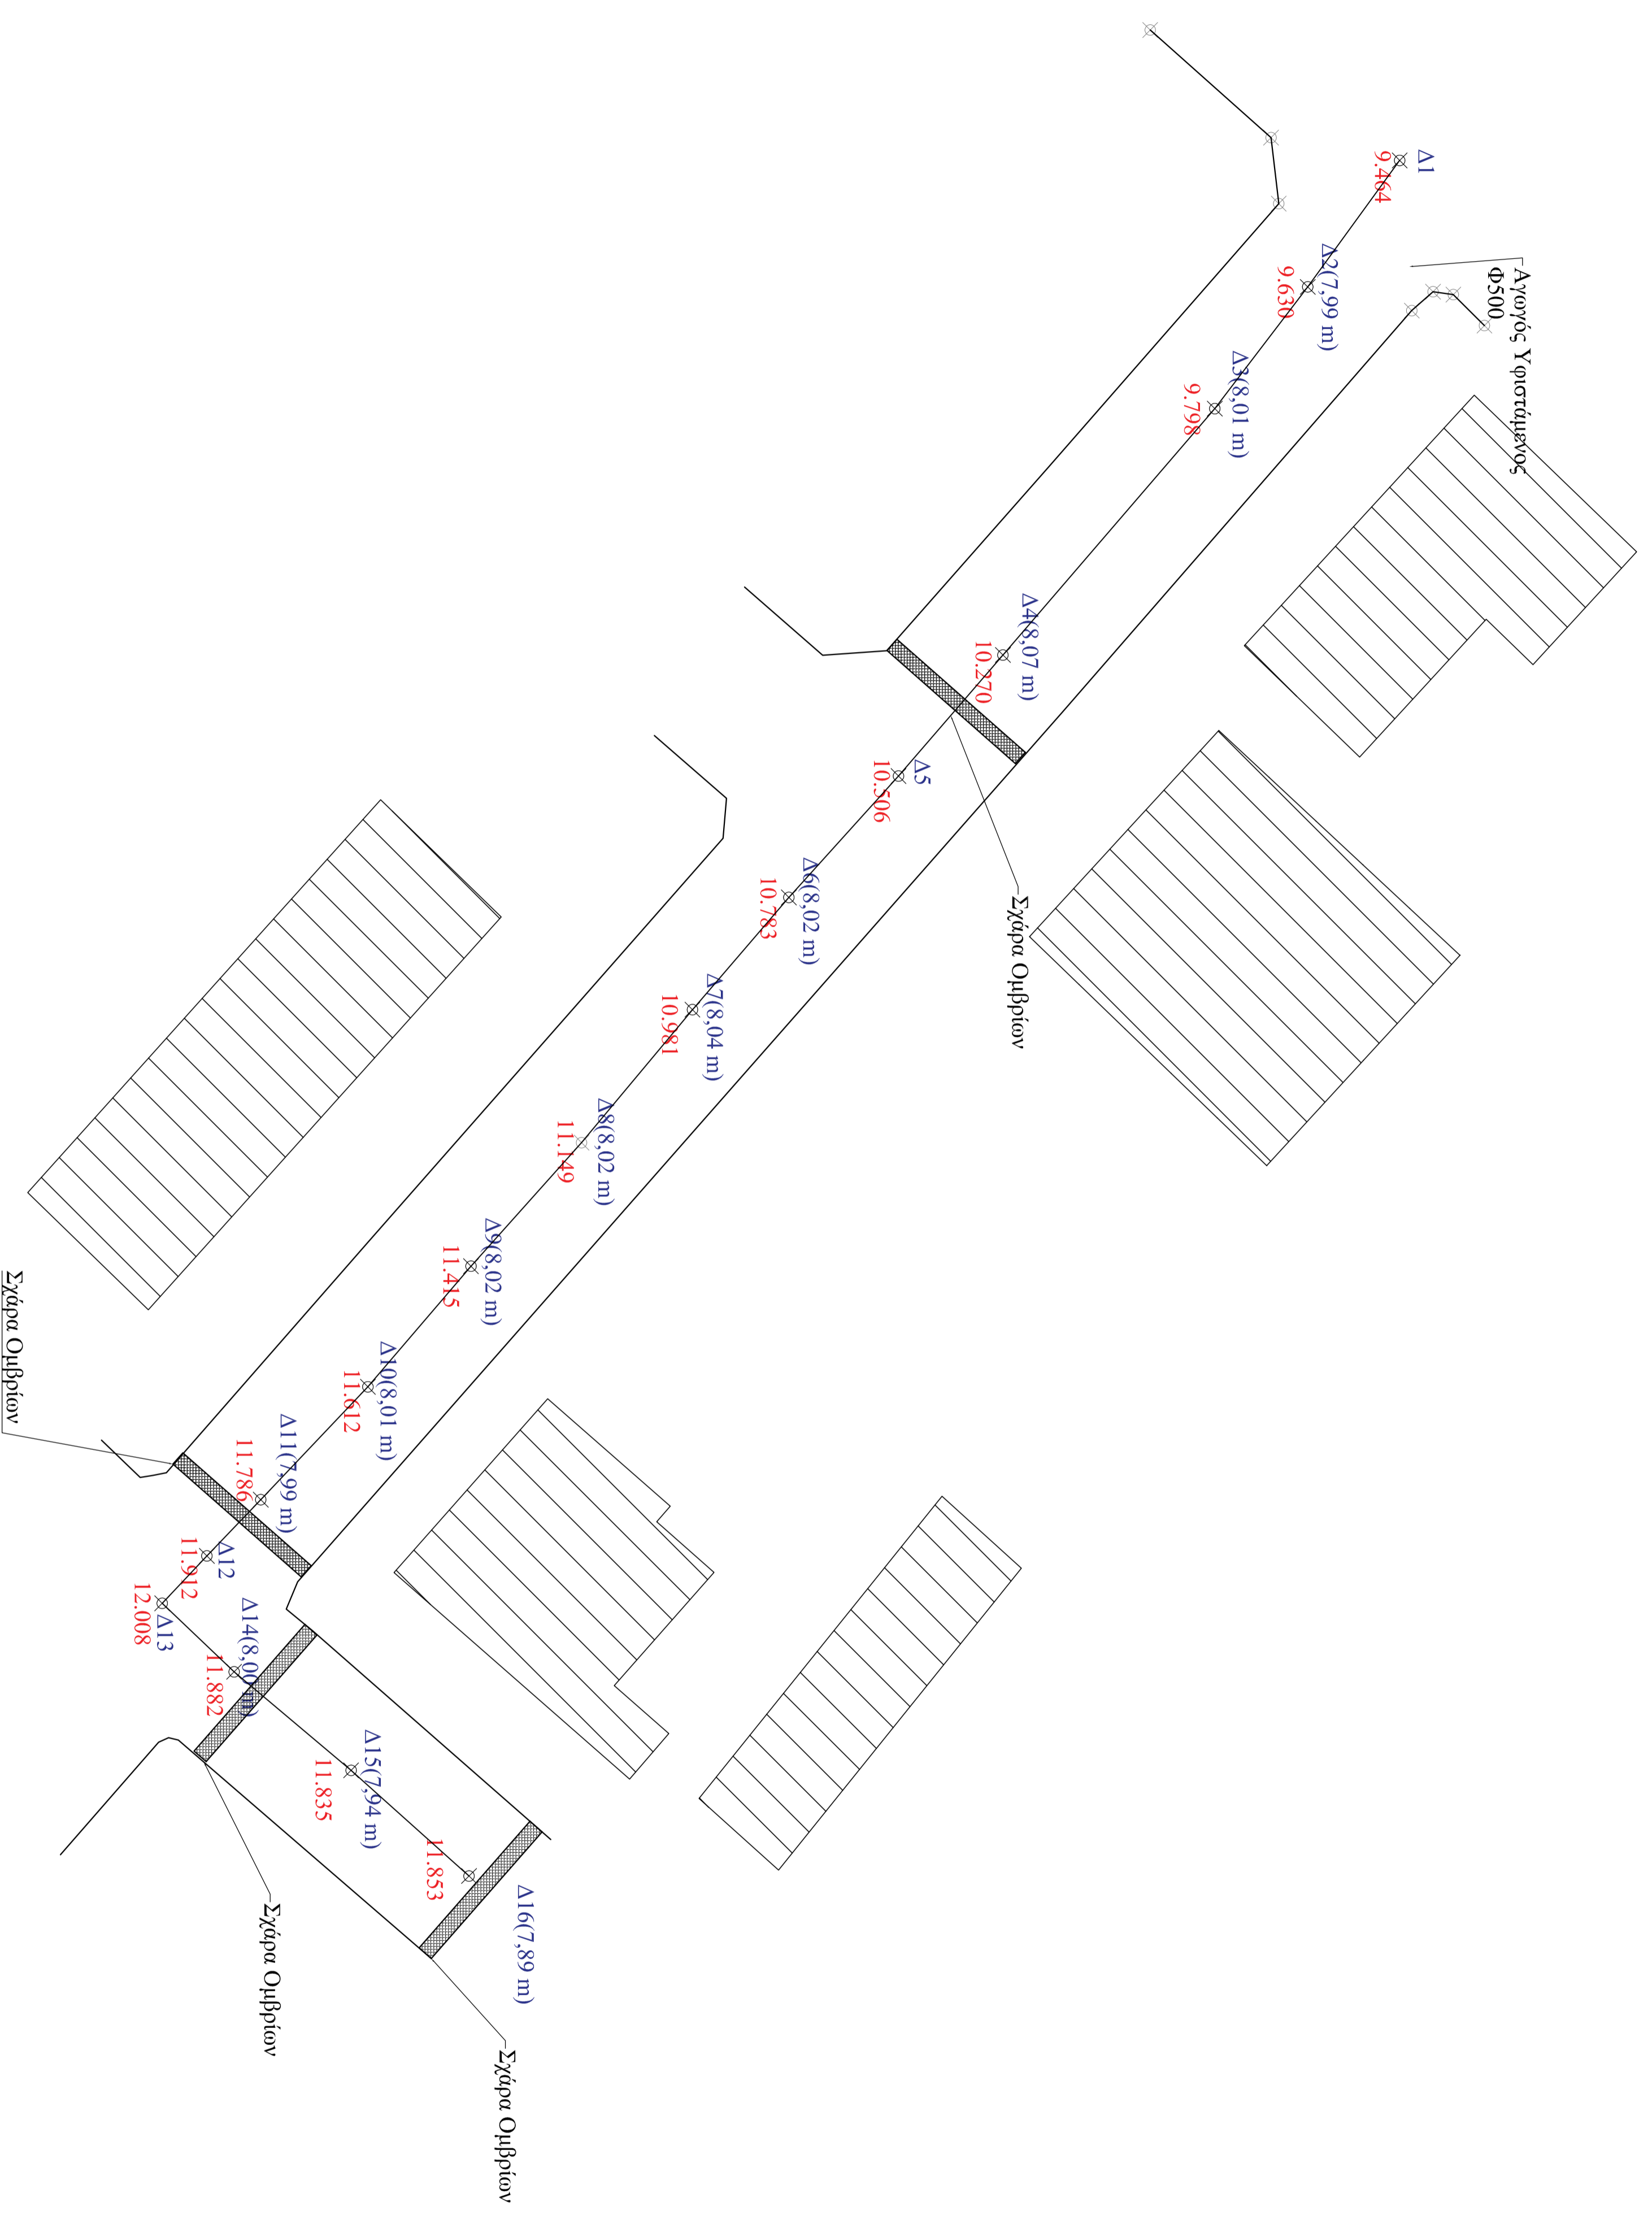 Δ1
9.464
Αγωγός Υφιστάμενος
Φ500
Δ2(7,99 m)
9.630
Δ3(8,01 m)
9.798
Δ4(8,07 m)
10.270
Σχάρα Ομβρίων
Δ5
10.506
Δ6(8,02 m)
10.783
Δ7(8,04 m)
10.981
Δ8(8,02 m)
11.149
Δ9(8,02 m)
11.415
Δ10(8,01 m)
11.612
Δ11(7,99 m)
11.786
Σχάρα Ομβρίων
Δ12
11.912
Δ13
12.008
Δ14(8,00 m)
11.882
Δ15(7,94 m)
11.835
Δ16(7,89 m)
11.853
Σχάρα Ομβρίων
Σχάρα Ομβρίων